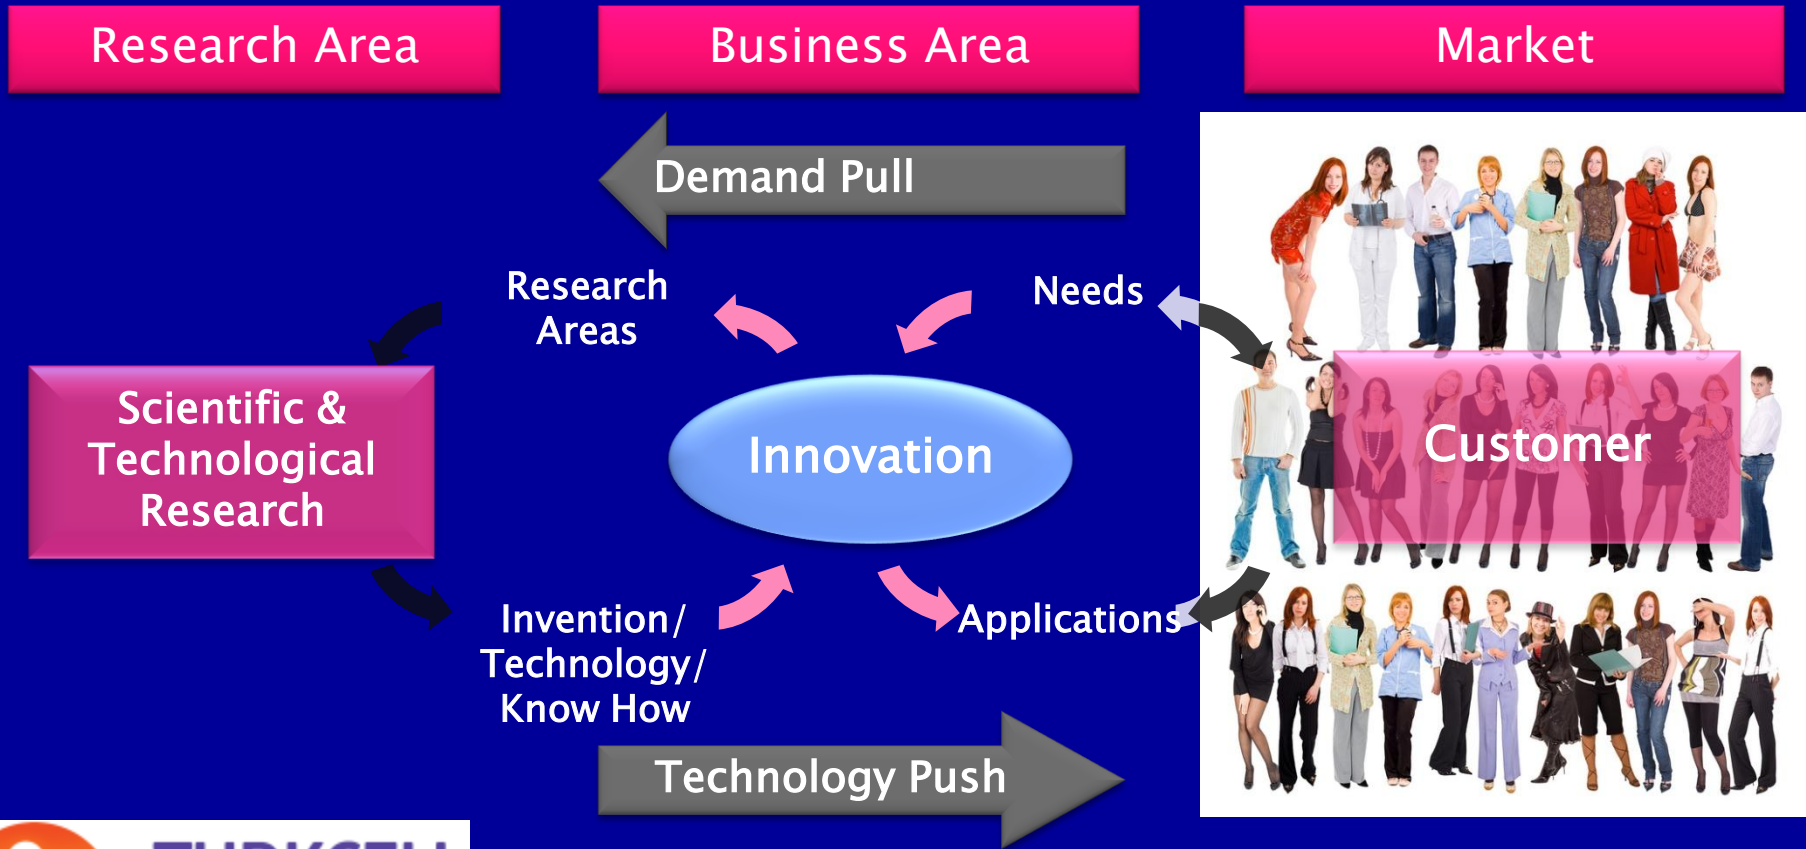 Research Area
Business Area
Market
Demand Pull
Research
Areas
Needs
Scientific &
Technological
Research
Innovation
Customer
Invention/
Technology/
Know How
Applications
Technology Push